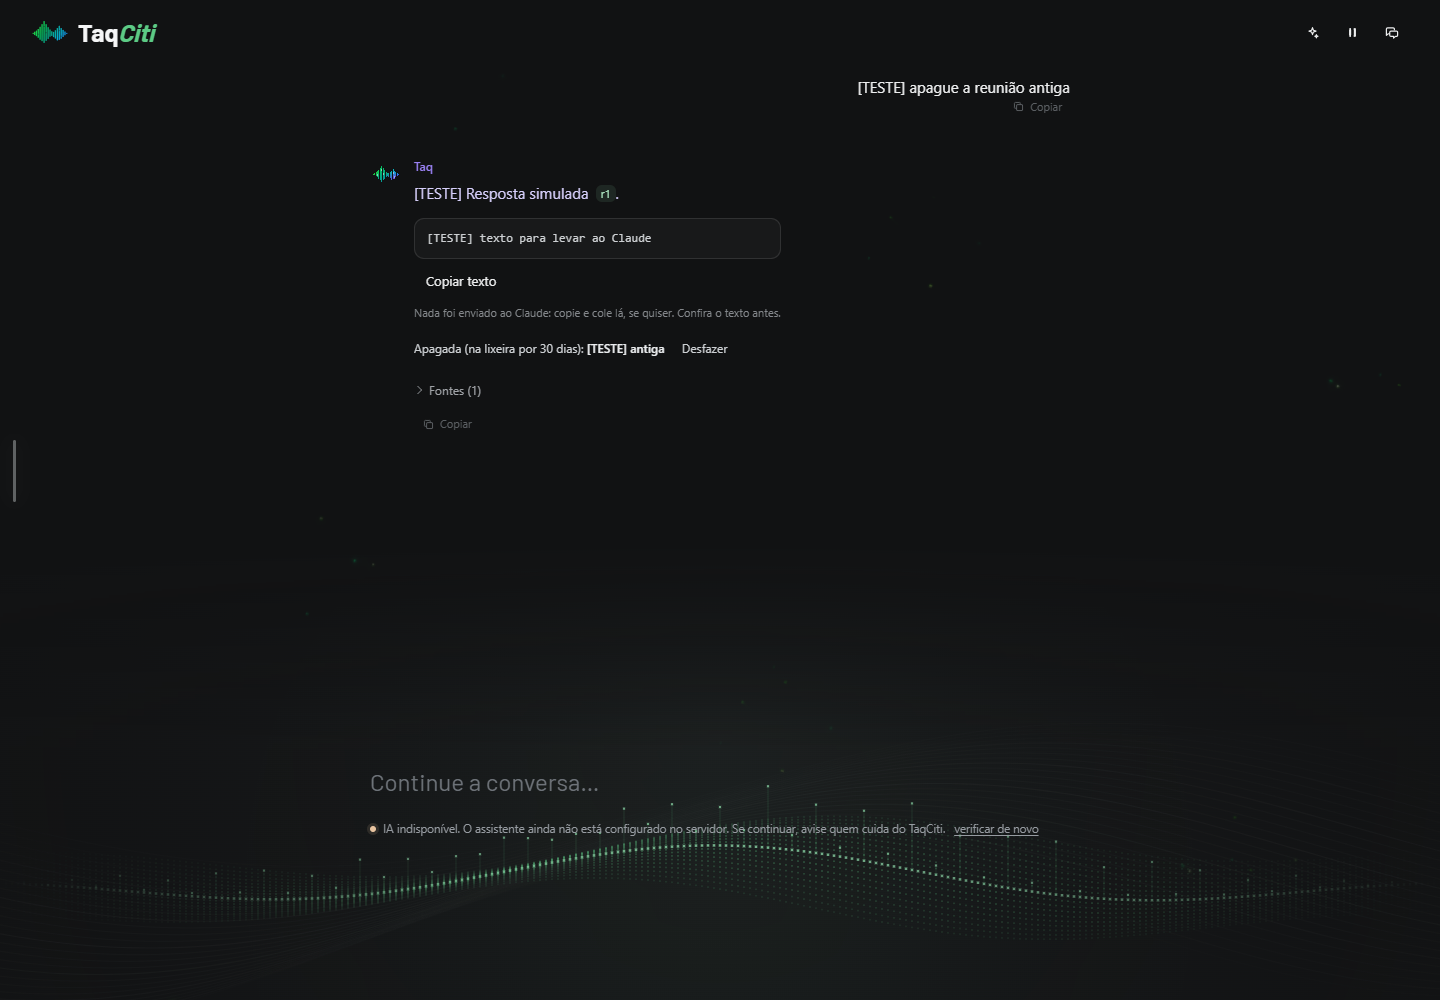 TaqCiti
[TESTE] apague a reunião antiga
Copiar
Taq
[TESTE] Resposta simulada r1.
[TESTE] texto para levar ao Claude
Copiar texto
Nada foi enviado ao Claude: copie e cole lá, se quiser. Confira o texto antes.
Apagada (na lixeira por 30 dias): [TESTE] antiga Desfazer
Fontes (1)
Copiar
Continue a conversa...
IA indisponível. O assistente ainda não está configurado no servidor. Se continuar, avise quem cuida do TaqCiti. verificar de novo